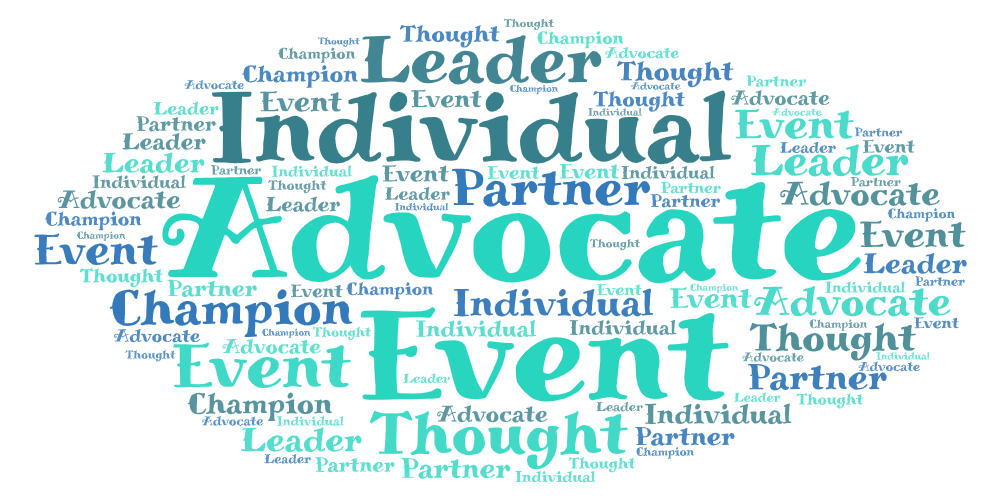 Thought
Thought
Champion
Thought
Leader
Champion
Advocate
Champion
Thought
Advocate
Champion
Advocate
Partner
Individual
Event
Event
Thought
Individual
Advocate
Leader
Advocate
Partner
Event
Partner
Leader
Leader
Event
Leader
Partner
Individual
Event
Event
Event
Individual
Leader
Individual
Thought
Partner
Partner
Partner
Advocate
Advocate
Leader
Leader
Individual
Partner
Advocate
Champion
Champion
Champion
Event
Event
Thought
Leader
Thought
Partner
Event
Champion
Event
Champion
Individual
Partner
Champion
Individual
Event
Advocate
Event
Individual
Individual
Champion
Event
Advocate
Champion
Thought
Thought
Thought
Advocate
Advocate
Individual
Event
Leader
Partner
Advocate
Champion
Leader
Thought
Advocate
Leader
Individual
Advocate
Individual
Thought
Leader
Partner
Champion
Leader
Partner
Partner
Thought
Individual